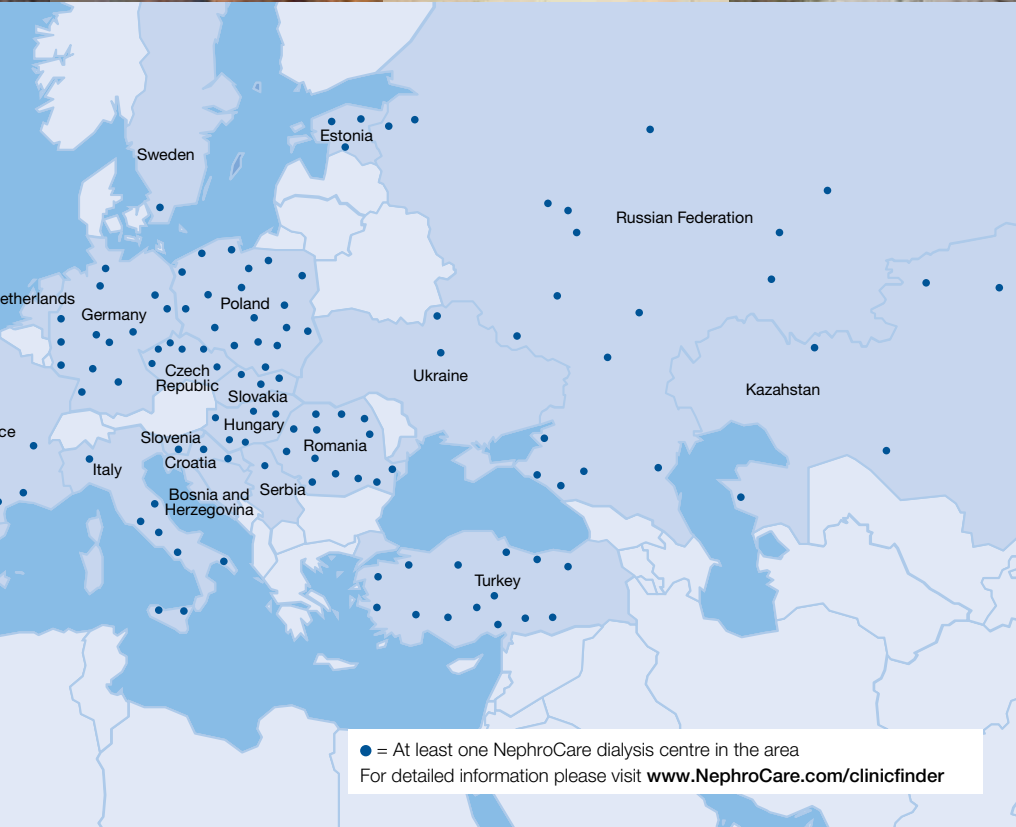 Estonia
Sweden
Russian Federation
etherlands
Germany
Poland
Czech
Republic
Ukraine
Kazahstan
Slovakia
ce
Hungary
Slovenia
Romania
Croatia
Italy
Serbia
Bosnia and
Herzegovina
Turkey
= At least one NephroCare dialysis centre in the area
For detailed information please visit www.NephroCare.com/clinicfinder